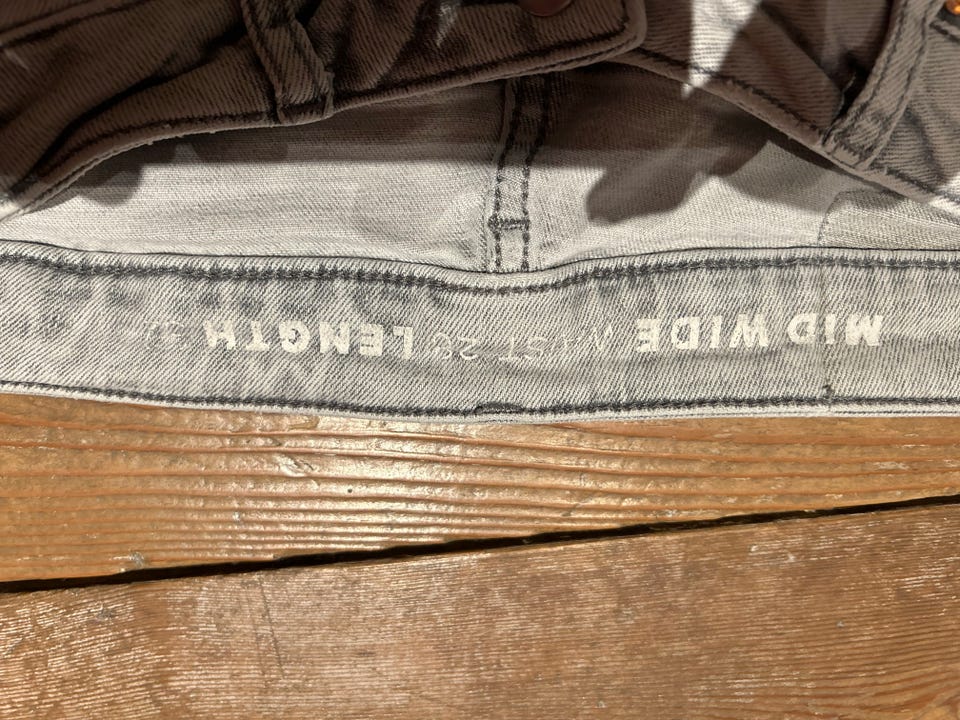 MiD WIDE WAIST 28 LENGTH